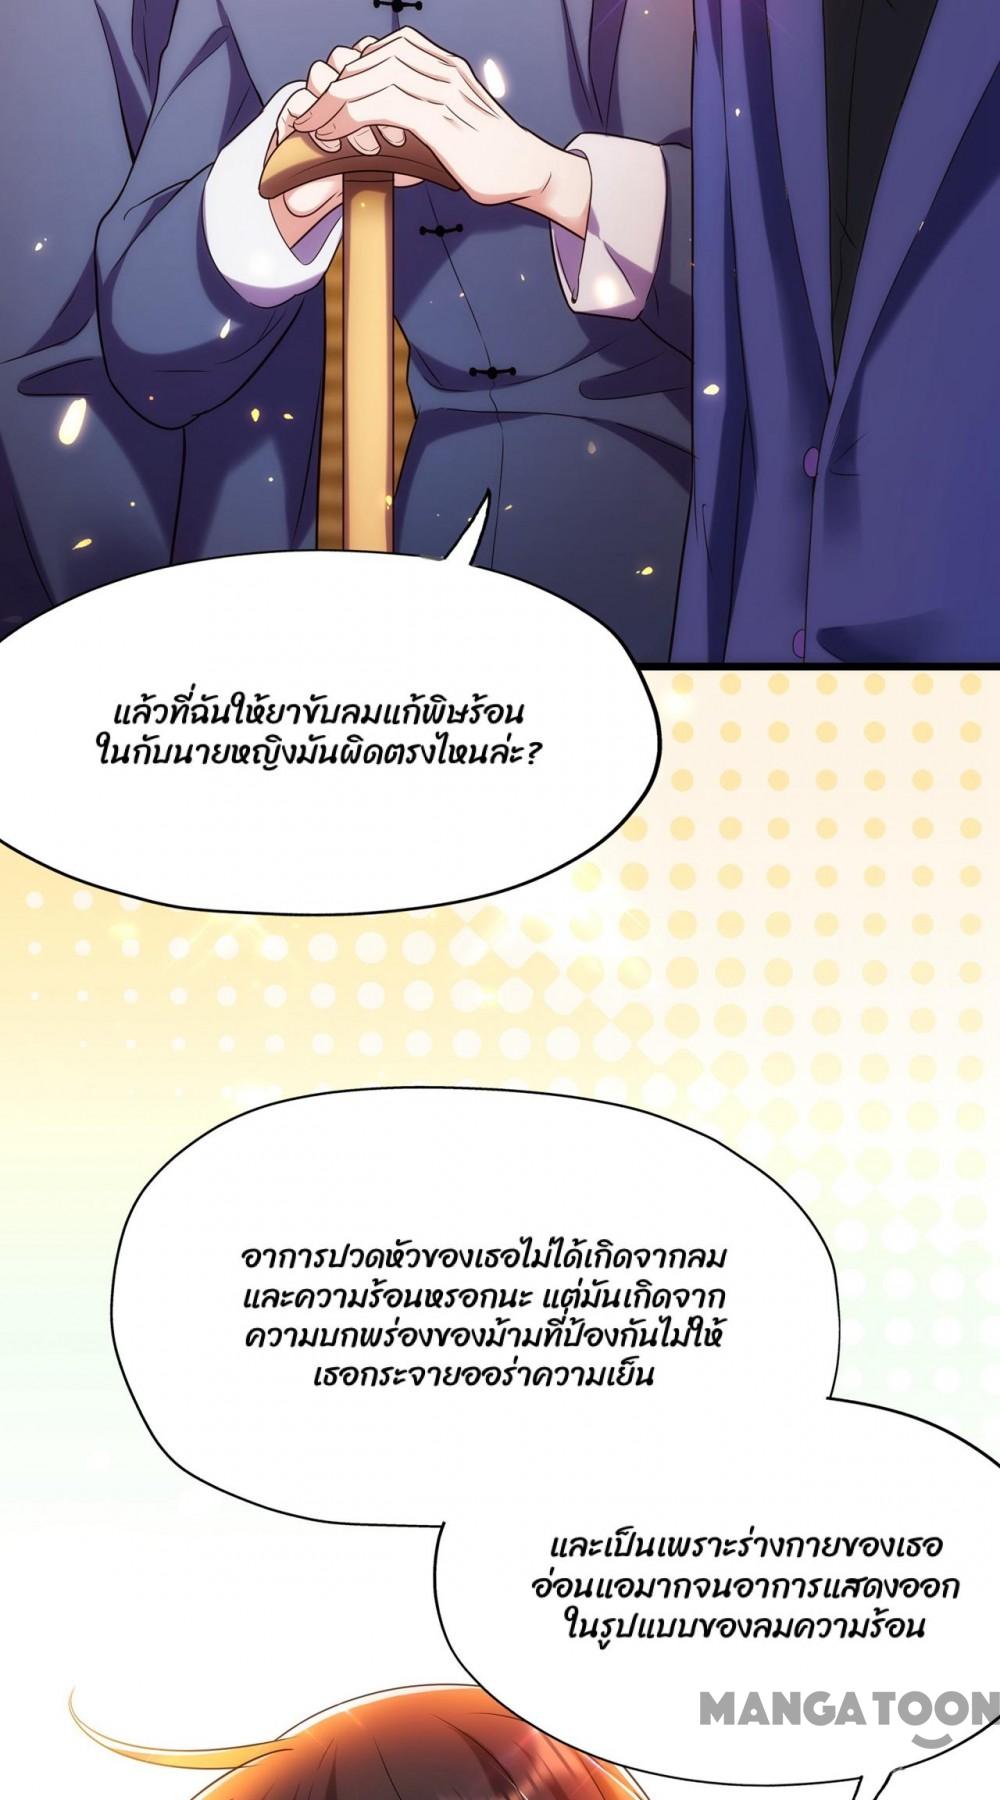 แล้วที่ฉันให้ยาขับลมแก้พิษร้อน
ในกับนายหญิงมันผิดตรงไหนล่ะ?
อาการปวดหัวของเธอไม่ได้เกิดจากลม
และความร้อนหรอกนะ แต่มันเกิดจาก
ความบกพร่องของม้ามที่ป้องกันไม่ให้
เธอกระจายออร่าความเย็น
และเป็นเพราะร่างกายของเธอ
อ่อนแอมากจนอาการแสดงออก
ในรูปแบบของลมความร้อน
MANGATOON